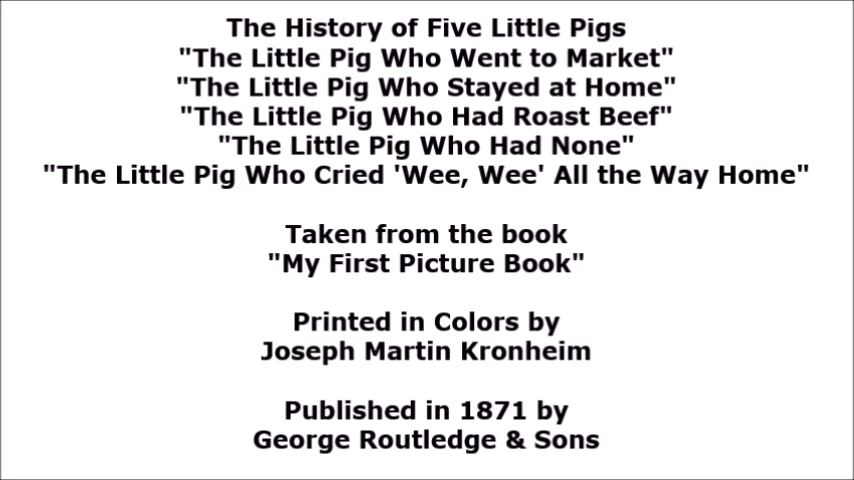 The History of Five Little Pigs
"The Little Pig Who Went to Market"
"The Little Pig Who Stayed at Home"
"The Little Pig Who Had Roast Beef"
"The Little Pig Who Had None"
"The Little Pig Who Cried 'Wee, Wee' All the Way Home"
Taken from the book
"My First Picture Book"
Printed in Colors by
Joseph Martin Kronheim
Published in 1871 by
George Routledge & Sons